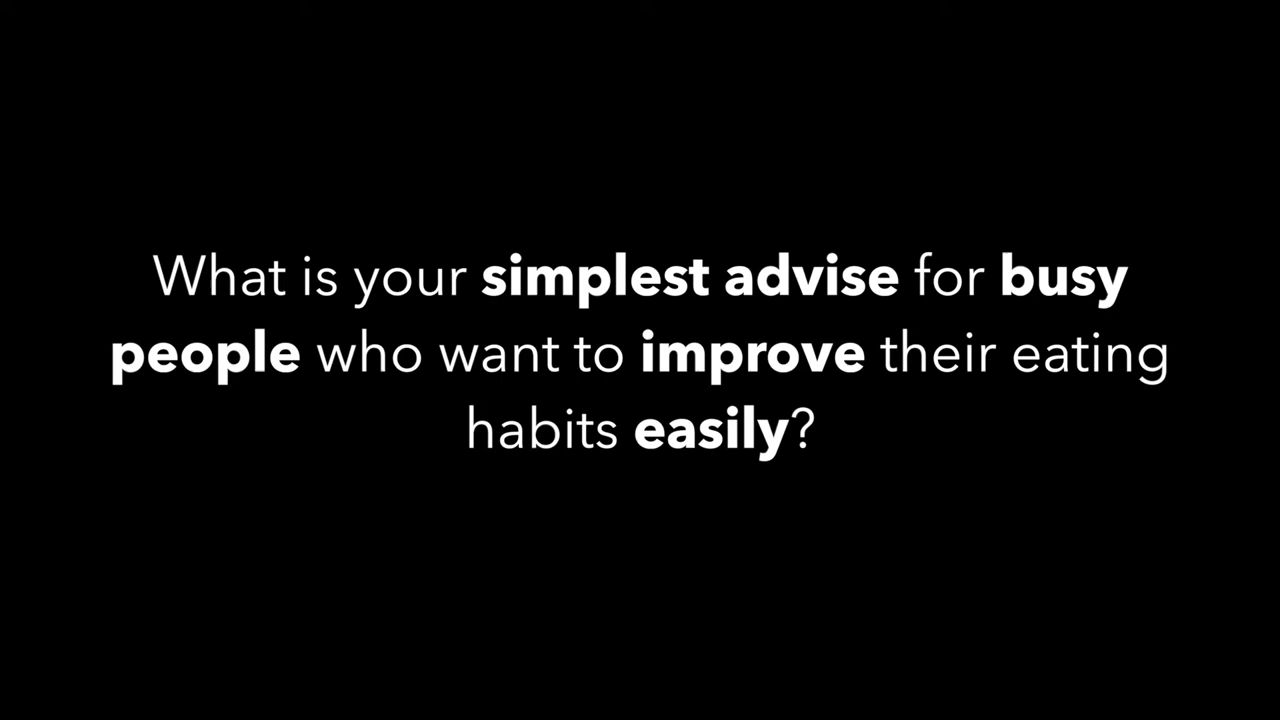 What is your simplest advise for busy
people who want to improve their eating
habits easily?